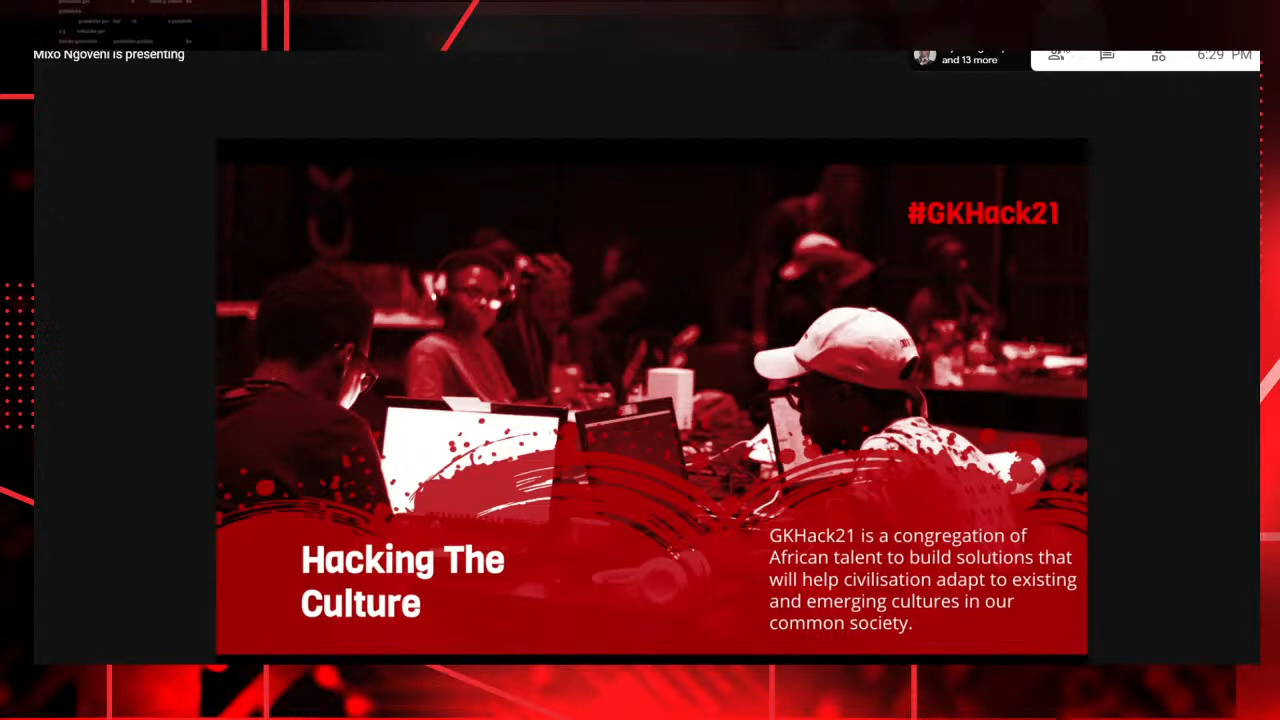 Mixo Ngoveni is presenting
and 13 more
6:29 PM
#GKHack21
Hacking The
Culture
GKHack21 is a congregation of
African talent to build solutions that
will help civilisation adapt to existing
and emerging cultures in our
common society.